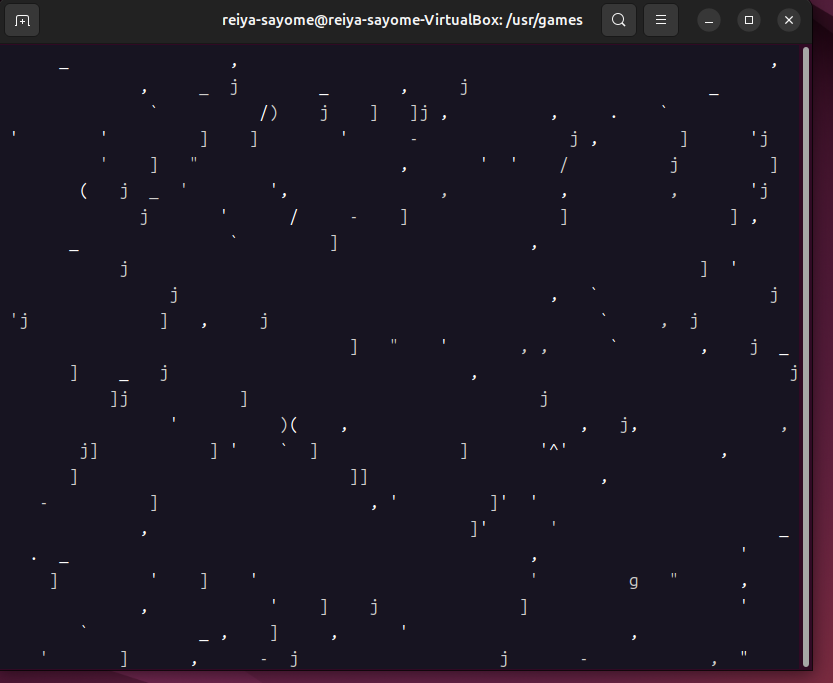 reiya-sayome@reiya-sayome-VirtualBox: /usr/games
_ , ,
, _ j _ , j _
` /) j ] ]j , , . `
' ' ] ] ' - j , ] 'j
' ] " , ' ' / j ]
( j _ ' ', , , , 'j
j ' / - ] ] ] ,
_ ` ] ,
j ] '
j , ` j
'j ] , j ` , j
] " ' , , ` , j _
] _ j , j
]j ] j
' )( , , j, ,
j] ] ' ` ] ] '^' ,
] ]] ,
- ] , ' ]' '
, ]' ' _
. _ , '
] ' ] ' ' g " ,
, ' ] j ] '
` _ , ] , ' ,
' ] , - j j - , "